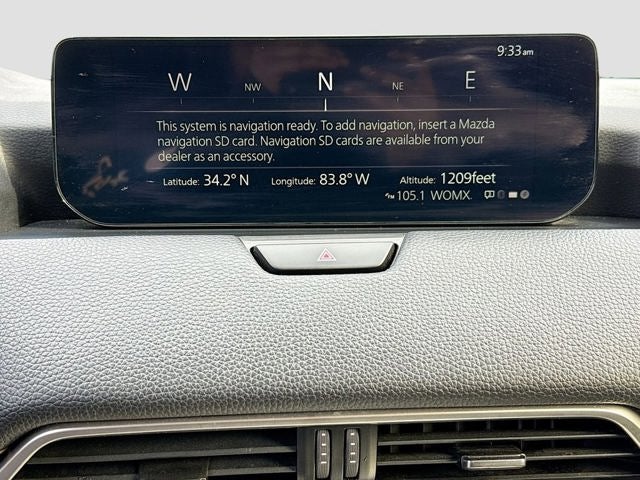 9:33am
W NW N NE E
This system is navigation ready. To add navigation, insert a Mazda
navigation SD card. Navigation SD cards are available from your
dealer as an accessory.
Latitude: 34.2° N Longitude: 83.8° W Altitude: 1209feet
FM 105.1 WOMX